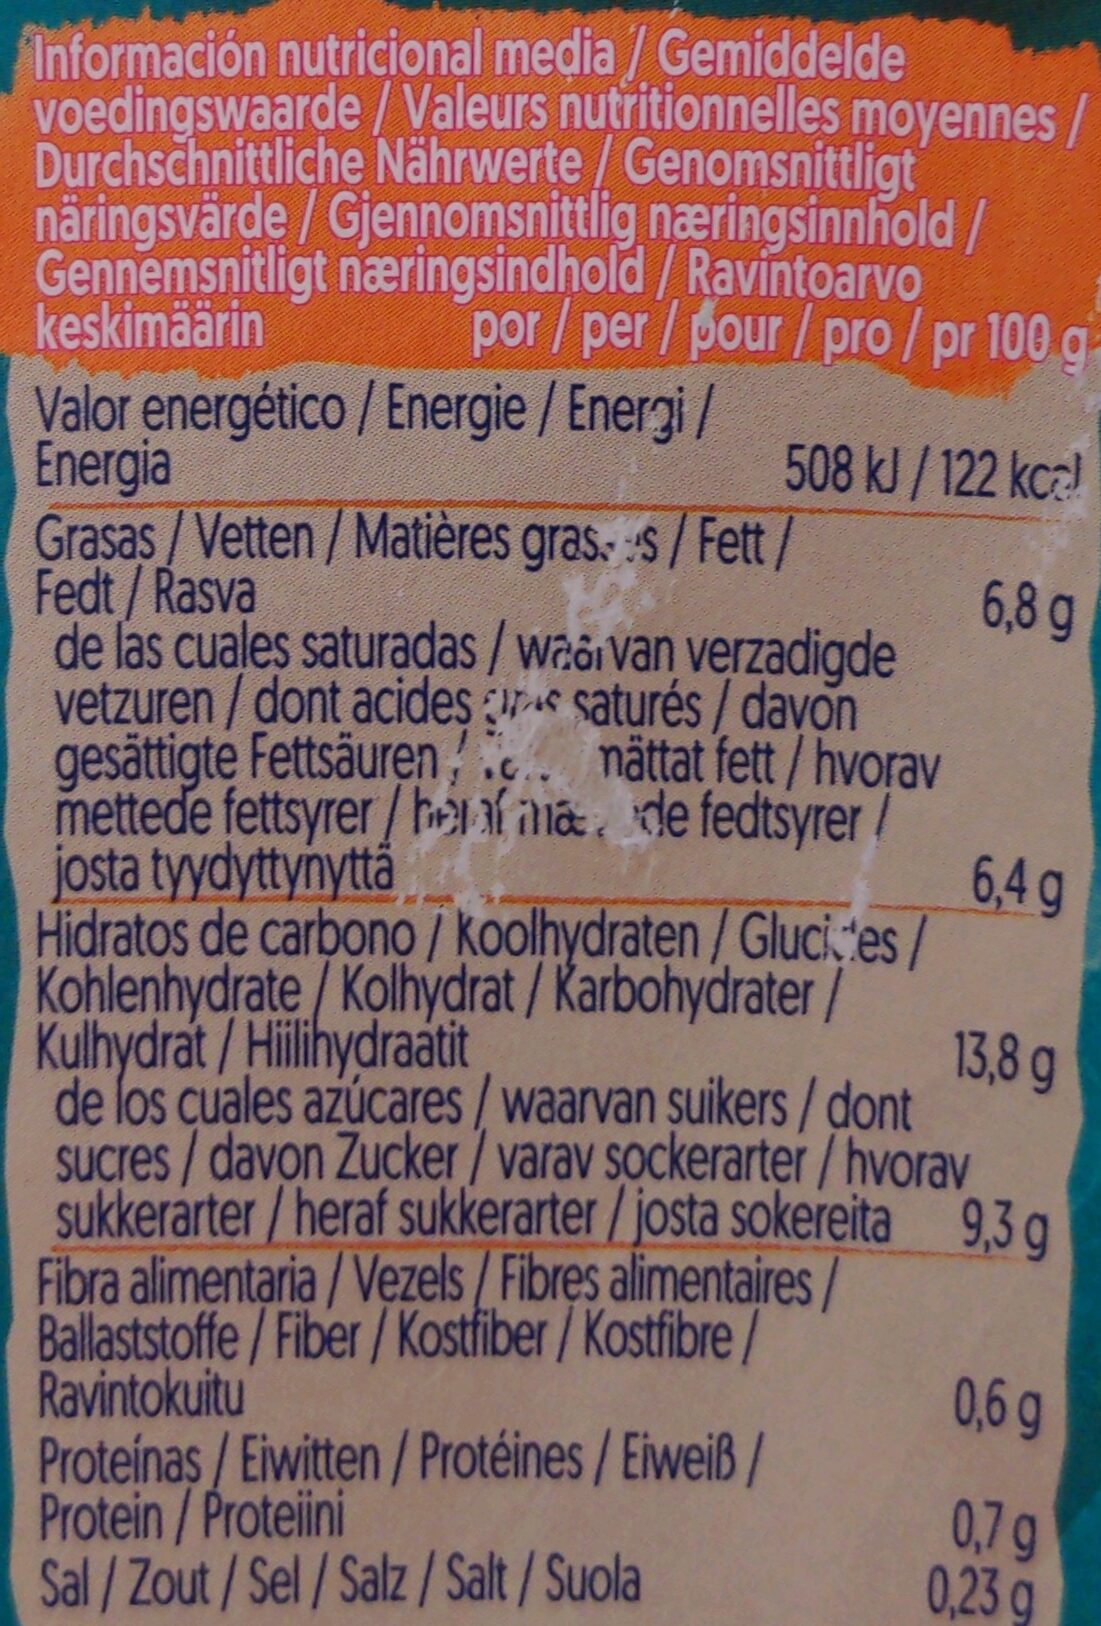 Información nutricional media / Gemiddelde
voedingswaarde / Valeurs nutritionnelles moyennes /
Durchschnittliche Nährwerte / Genomsnittligt
näringsvärde / Gjennomsnittlig næringsinnhold /
Gennemsnitligt næringsindhold / Ravintoarvo
keskimäärin por / per / pour / pro / pr 100 g
Valor energético / Energie / Energi /
Energia 508 kJ / 122 kcal
Grasas / Vetten / Matières grasses / Fett /
Fedt / Rasva 6,8 g
de las cuales saturadas / waarvan verzadigde
vetzuren / dont acides gras saturés / davon
gesättigte Fettsäuren / mättat fett / hvorav
mettede fettsyrer / heraf mættede fedtsyrer /
josta tyydyttynyttä 6,4 g
Hidratos de carbono / Koolhydraten / Glucides /
Kohlenhydrate / Kolhydrat / Karbohydrater /
Kulhydrat / Hiilihydraatit 13,8 g
de los cuales azúcares / waarvan suikers / dont
sucres / davon Zucker / varav sockerarter / hvorav
sukkerarter / heraf sukkerarter / josta sokereita 9,3 g
Fibra alimentaria / Vezels / Fibres alimentaires /
Ballaststoffe / Fiber / Kostfiber / Kostfibre /
Ravintokuitu 0,6 g
Proteínas / Eiwitten / Protéines / Eiweiß /
Protein / Proteiini 0,7 g
Sal / Zout / Sel / Salz / Salt / Suola 0,23 g